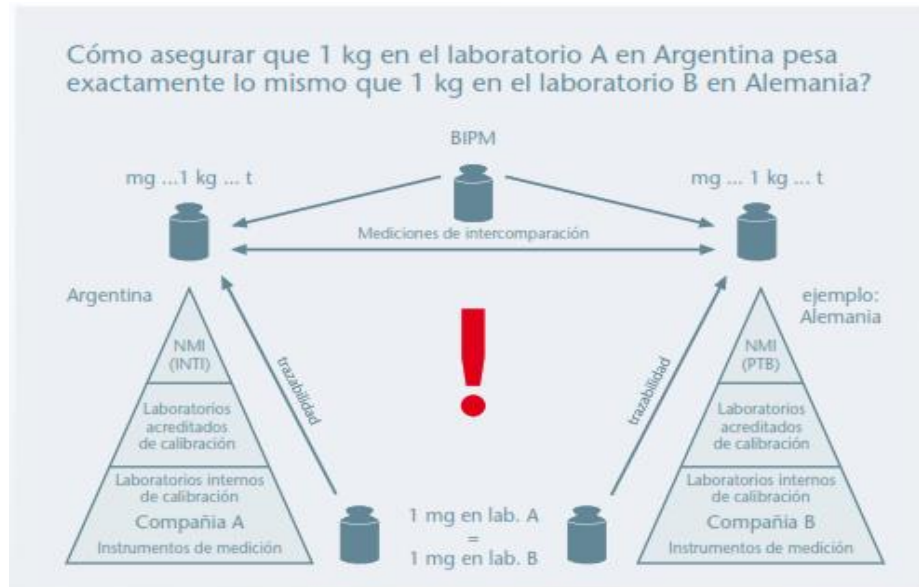 Cómo asegurar que 1 kg en el laboratorio A en Argentina pesa
exactamente lo mismo que 1 kg en el laboratorio B en Alemania?
BIPM
mg ...1 kg ... t
mg ... 1 kg ... t
Mediciones de intercomparación
Argentina
ejemplo:
Alemania
NMI
(INTI)
Laboratorios
acreditados
de calibración
Laboratorios internos
de calibración
Compañia A
Instrumentos de medición
trazabilidad
!
trazabilidad
1 mg en lab. A
=
1 mg en lab. B
NMI
(PTB)
Laboratorios
acreditados
de calibración
Laboratorios internos
de calibración
Compañia B
Instrumentos de medición